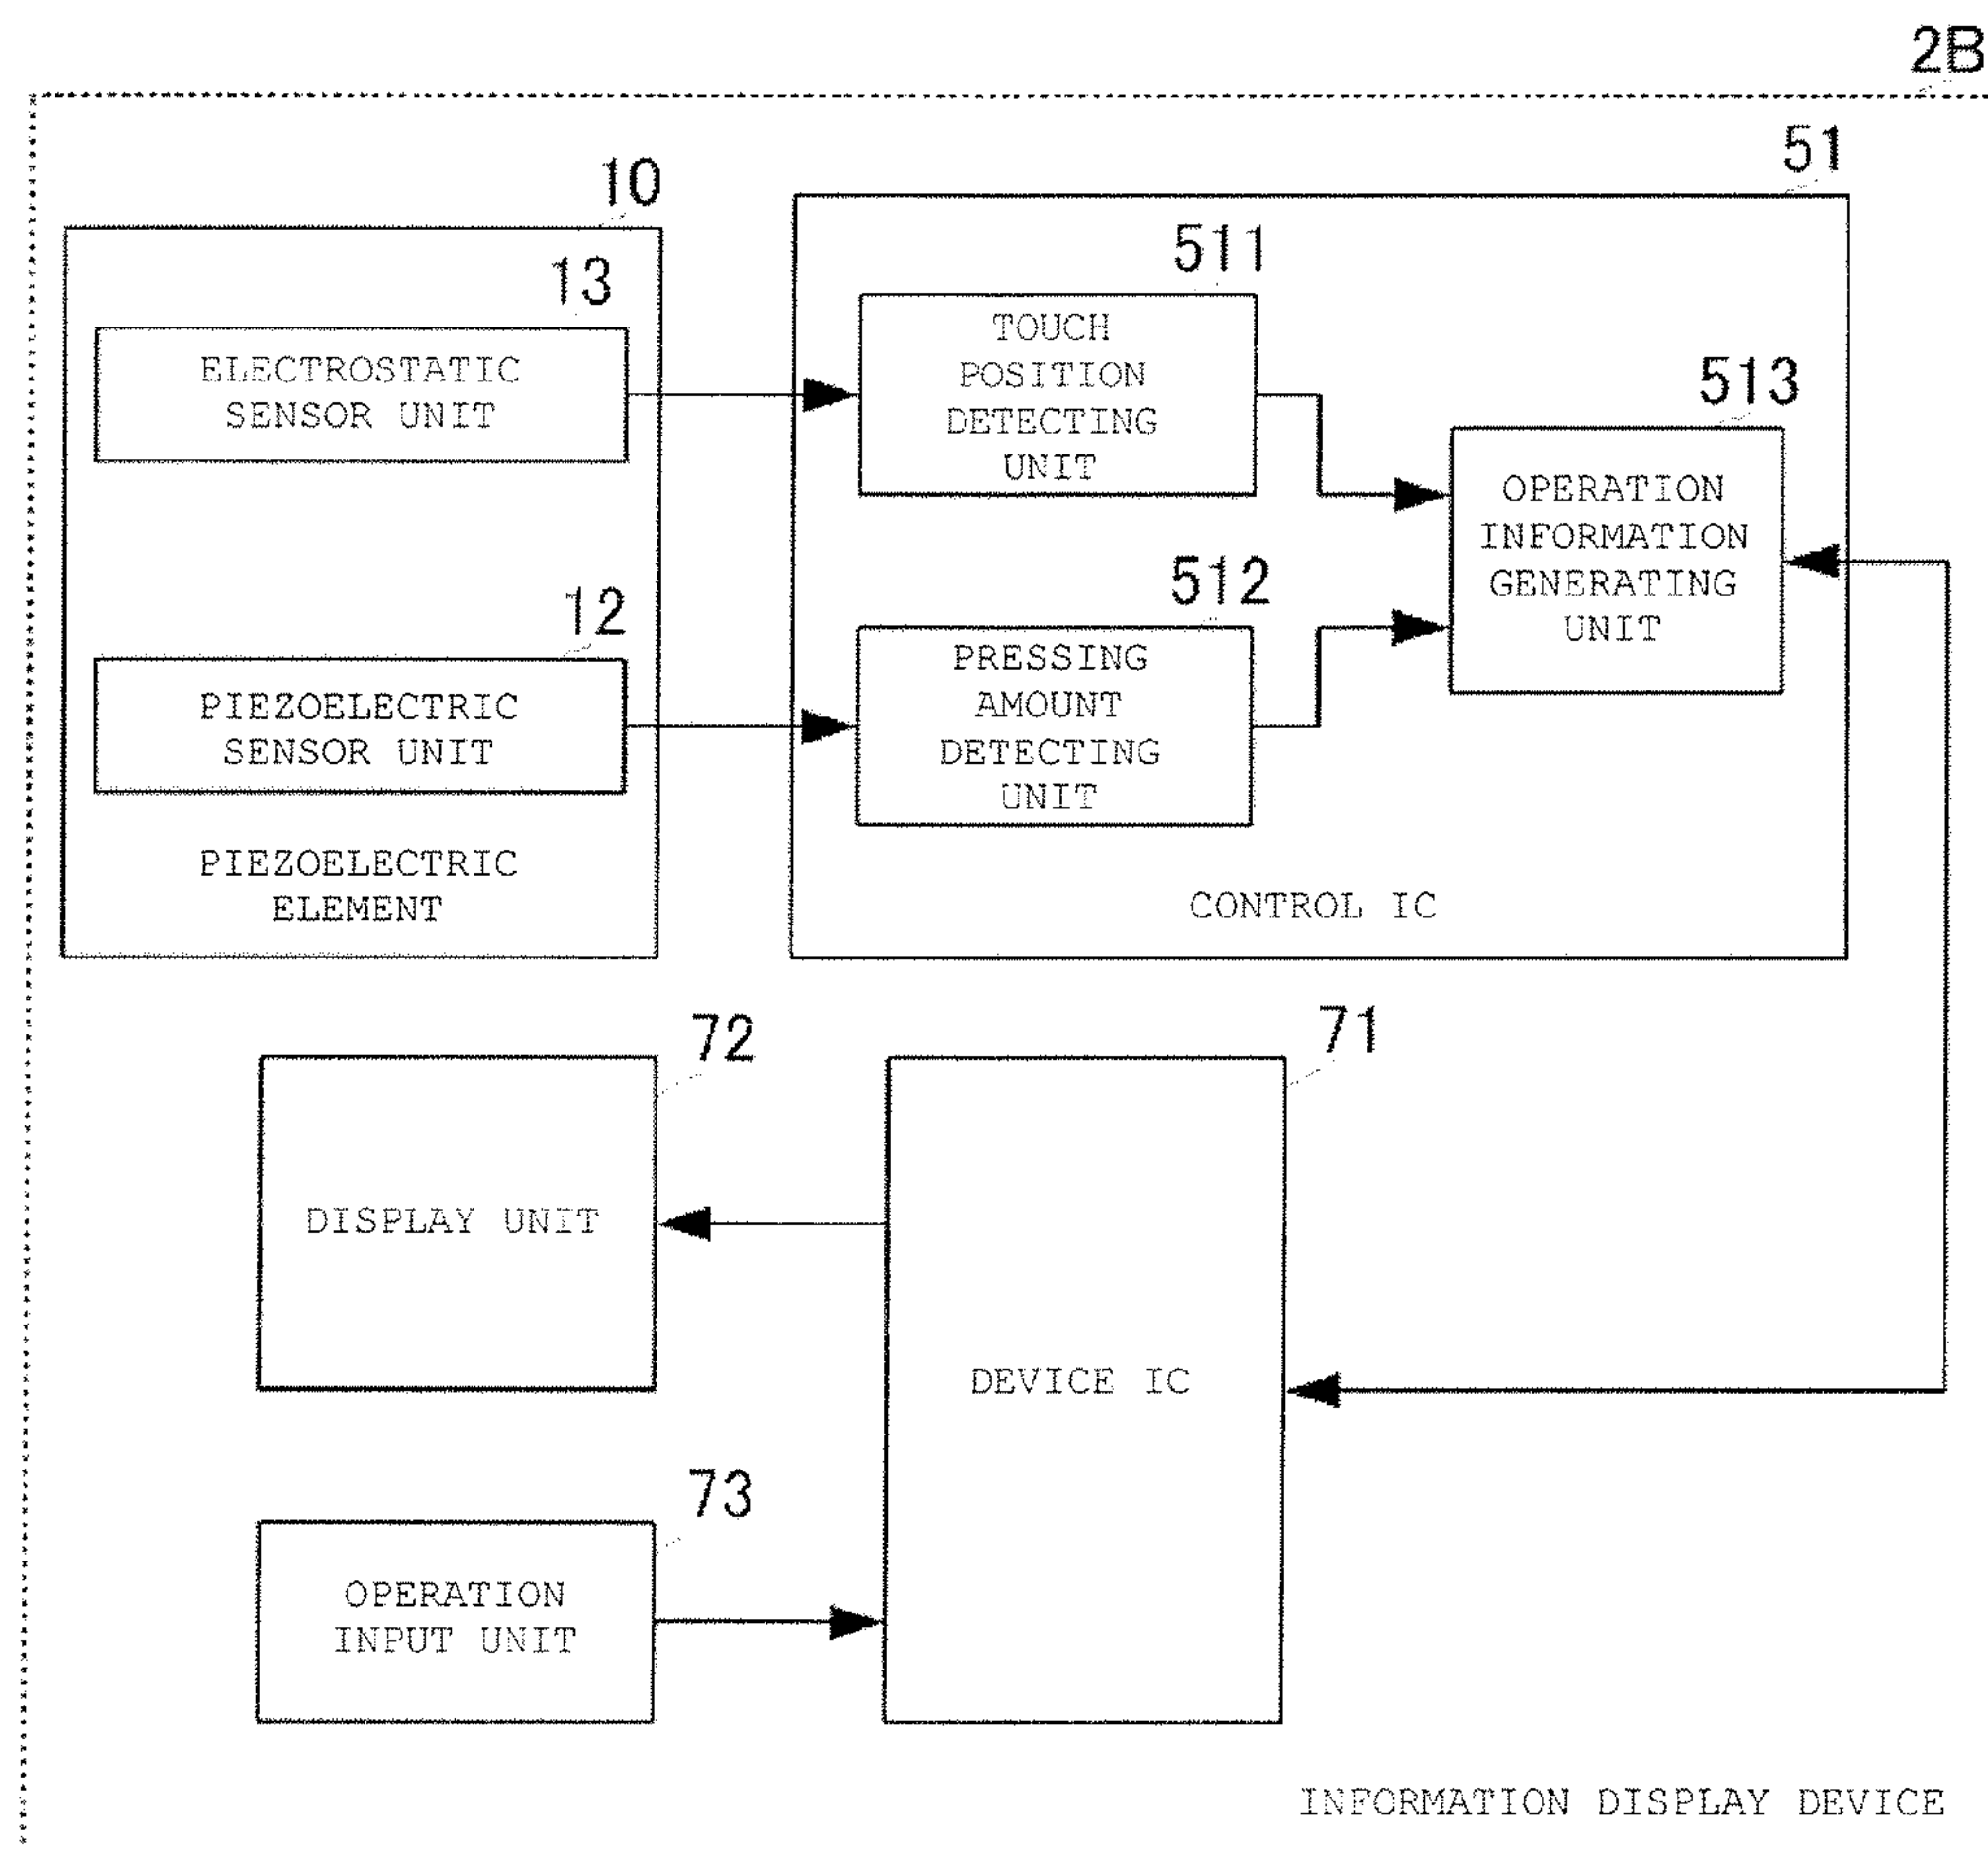 2B
51
10
511
13
TOUCH
POSITION
DETECTING
UNIT
ELECTROSTATIC
SENSOR UNIT
513
OPERATION
INFORMATION
GENERATING
UNIT
512
12
PRESSING
AMOUNT
DETECTING
UNIT
PIEZOELECTRIC
SENSOR UNIT
PIEZOELECTRIC
ELEMENT
CONTROL IC
72
71
DISPLAY UNIT
DEVICE IC
73
OPERATION
INPUT UNIT
INFORMATION DISPLAY DEVICE